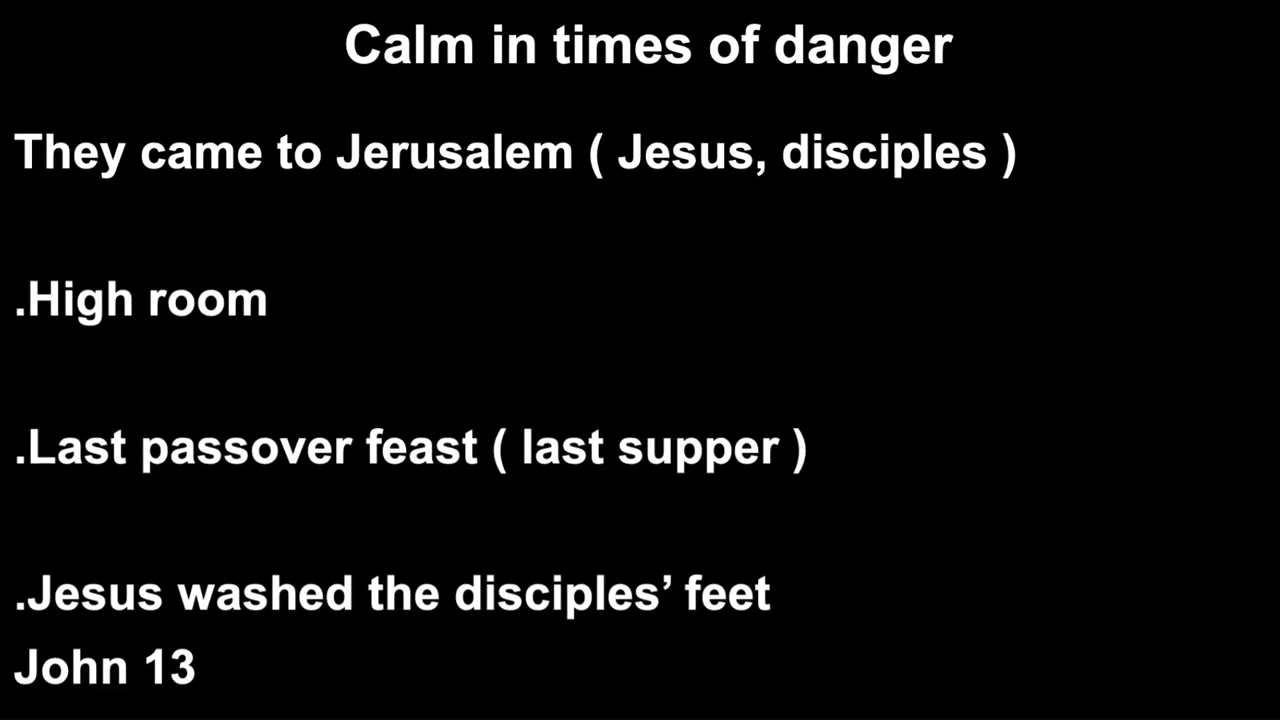 Calm in times of danger
They came to Jerusalem ( Jesus, disciples )
.High room
.Last passover feast ( last supper )
.Jesus washed the disciples’ feet
John 13